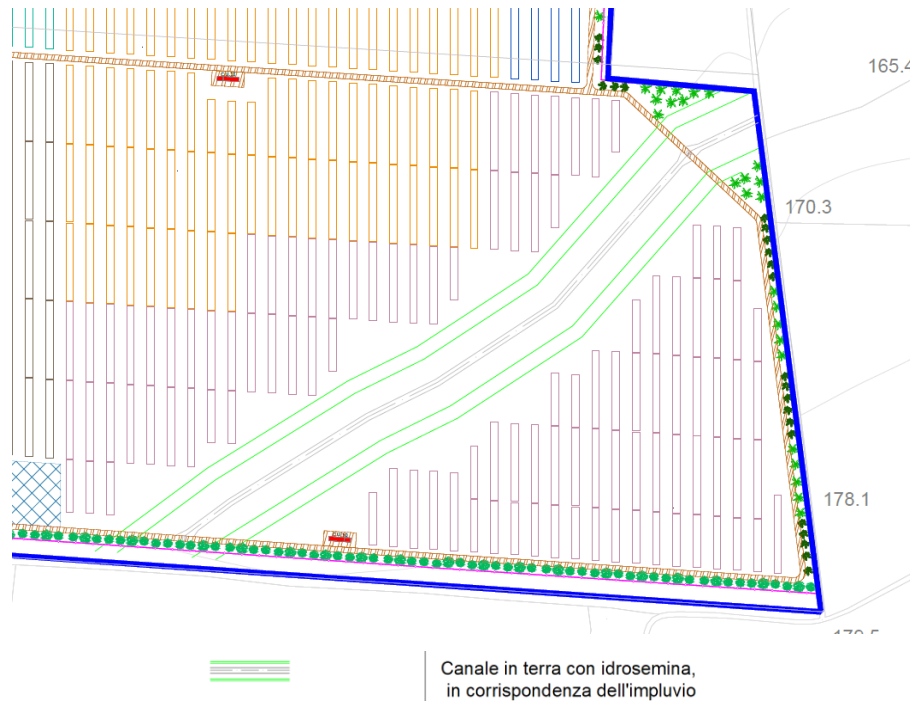 165.4
170.3
178.1
Canale in terra con idrosemina,
in corrispondenza dell'impluvio